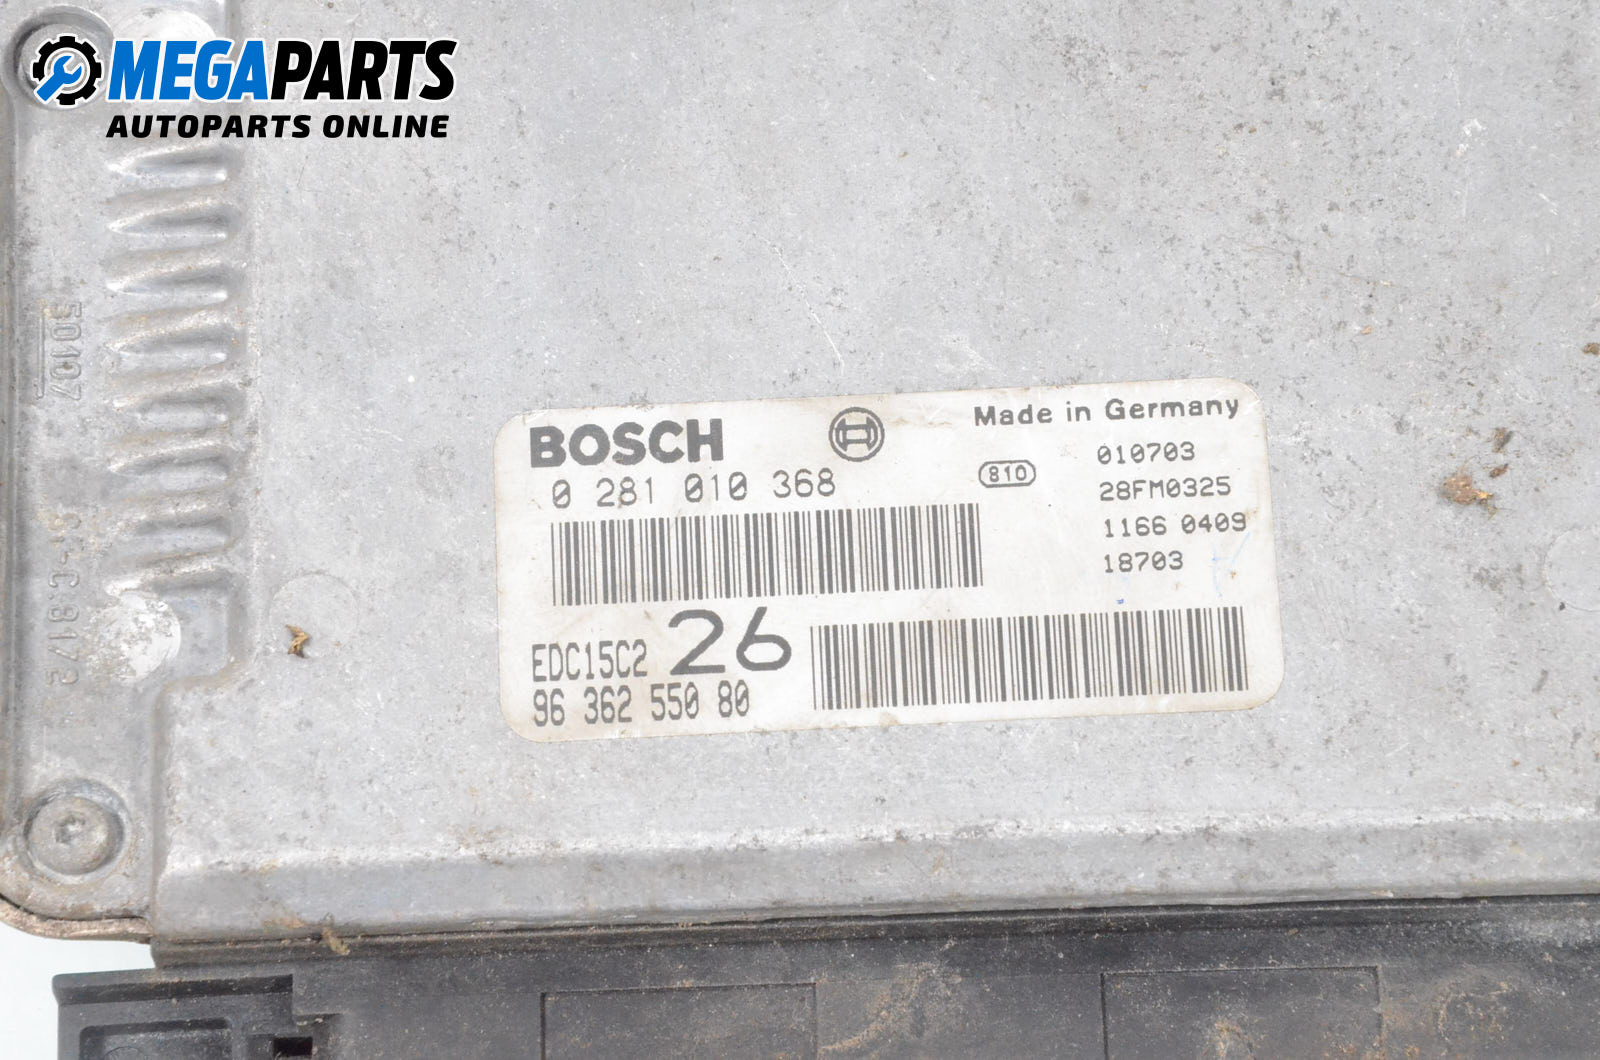 MEGAPARTS
AUTOPARTS ONLINE
50107
BOSCH
Made in Germany
0 281 010 368
810
010703
28FM0325
1166 0409
18703
EDC15C2
26
96 362 550 80